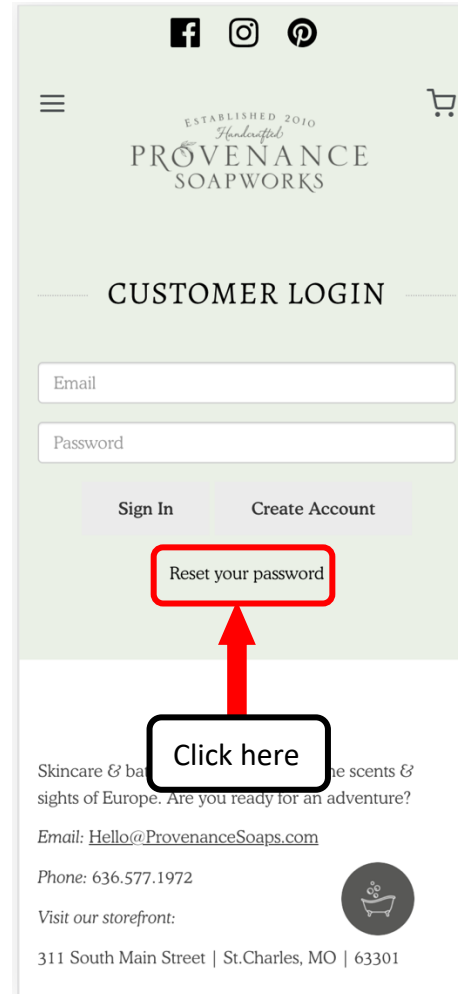 ESTABLISHED 2010
Handcrafted
PROVENANCE
SOAPWORKS
CUSTOMER LOGIN
Email
Password
Sign In Create Account
Reset your password
Click here
Skincare & he scents &
sights of Europe. Are you ready for an adventure?
Email: Hello@ProvenanceSoaps.com
Phone: 636.577.1972
Visit our storefront:
311 South Main Street | St.Charles, MO | 63301